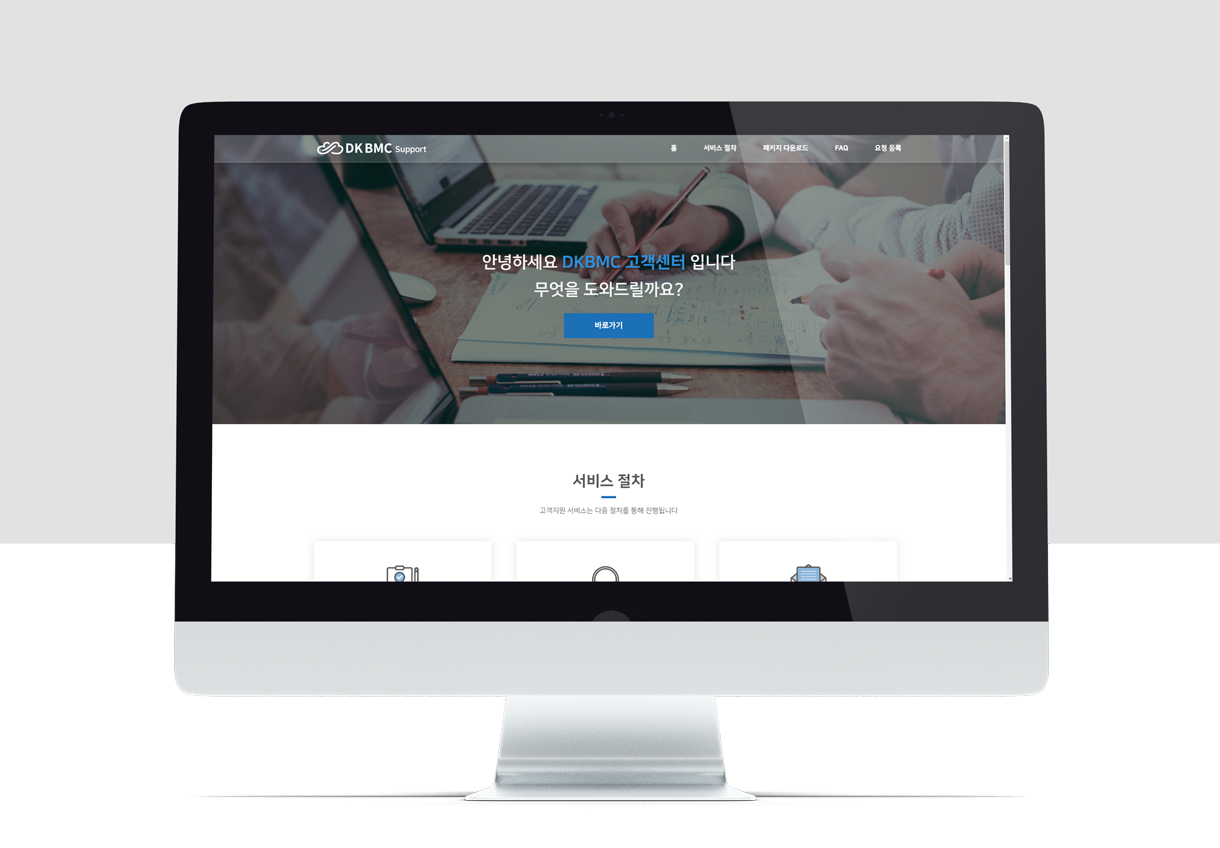 DK BMC Support
홈 서비스 절차 패키지 다운로드 FAQ 요청 등록
안녕하세요 DKBMC 고객센터 입니다
무엇을 도와드릴까요?
바로가기
서비스 절차
고객지원 서비스는 다음 절차를 통해 진행됩니다